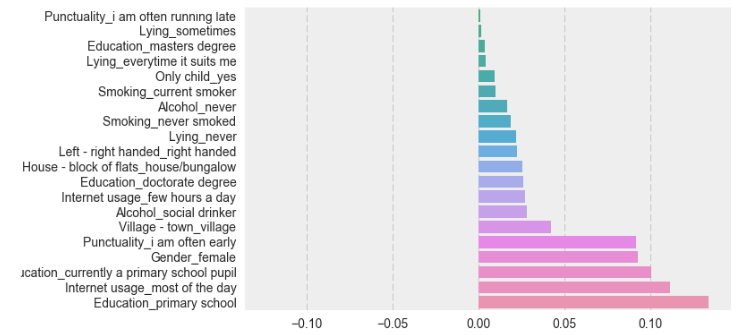 Punctuality_i am often running late
Lying_sometimes
Education_masters degree
Lying_everytime it suits me
Only child_yes
Smoking_current smoker
Alcohol_never
Smoking_never smoked
Lying_never
Left - right handed_right handed
House - block of flats_house/bungalow
Education_doctorate degree
Internet usage_few hours a day
Alcohol_social drinker
Village - town_village
Punctuality_i am often early
Gender_female
ucation_currently a primary school pupil
Internet usage_most of the day
Education_primary school
−0.10 −0.05 0.00 0.05 0.10